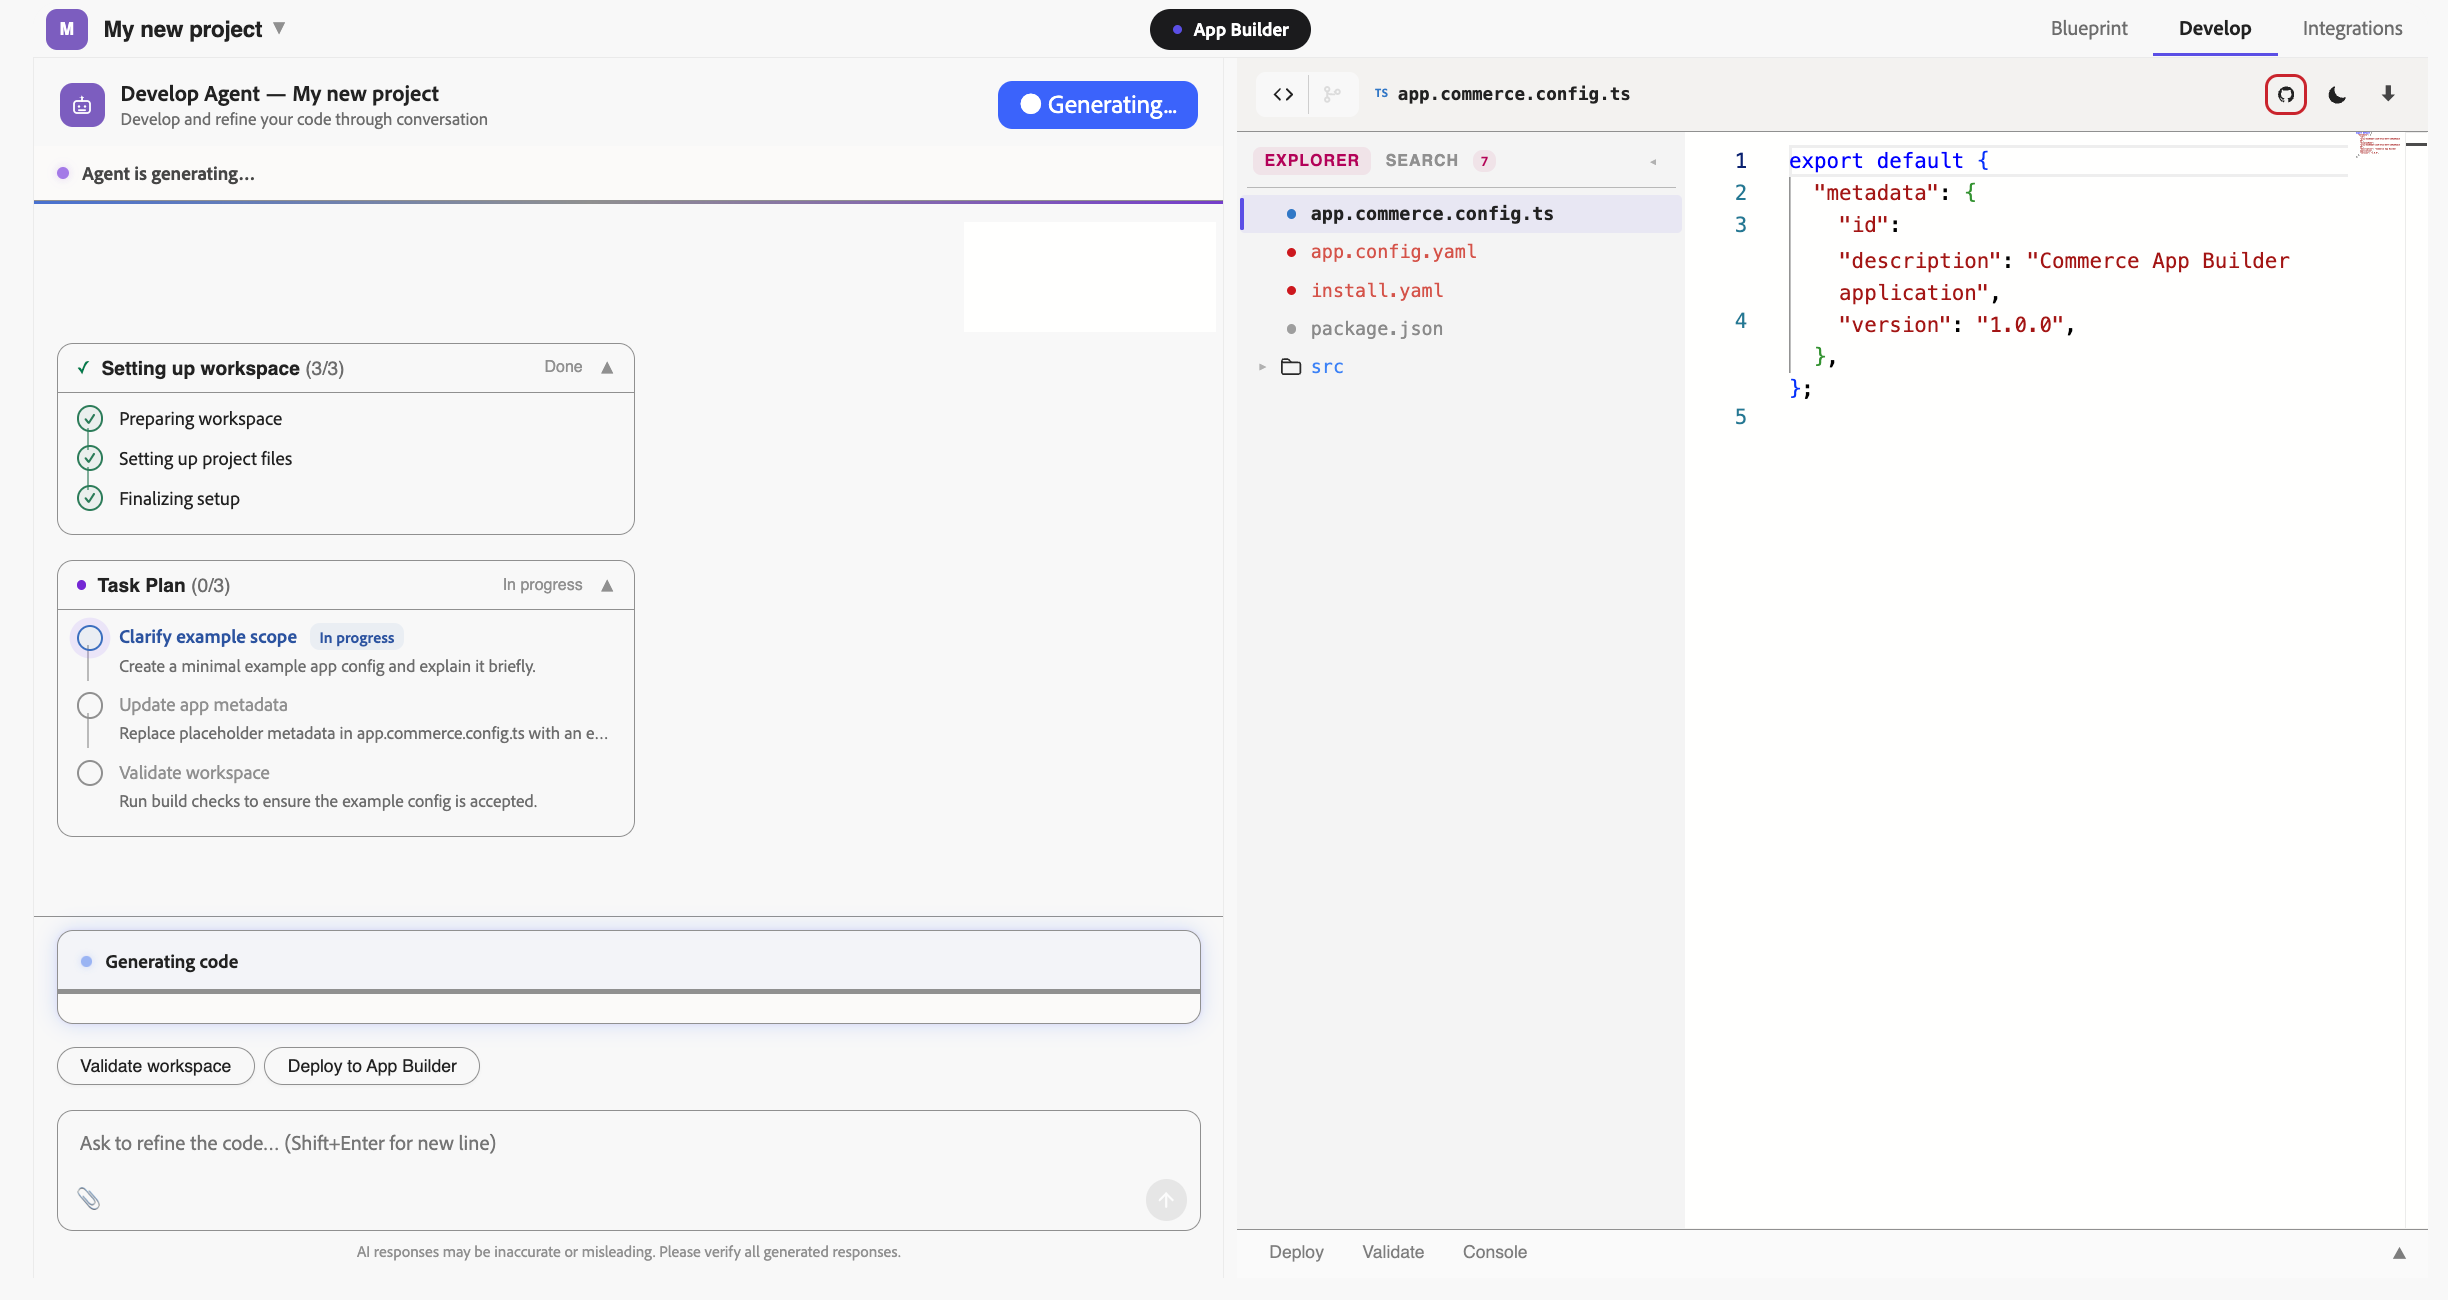 M My new project
App Builder
Blueprint Develop Integrations
Develop Agent — My new project
Develop and refine your code through conversation
Generating...
Agent is generating...
Setting up workspace (3/3) Done
Preparing workspace
Setting up project files
Finalizing setup
Task Plan (0/3) In progress
Clarify example scope In progress
Create a minimal example app config and explain it briefly.
Update app metadata
Replace placeholder metadata in app.commerce.config.ts with an e...
Validate workspace
Run build checks to ensure the example config is accepted.
Generating code
Validate workspace Deploy to App Builder
Ask to refine the code... (Shift+Enter for new line)
AI responses may be inaccurate or misleading. Please verify all generated responses.
TS app.commerce.config.ts
EXPLORER SEARCH 7
app.commerce.config.ts
app.config.yaml
install.yaml
package.json
src
1 export default {
2 "metadata": {
3 "id":
"description": "Commerce App Builder
application",
4 "version": "1.0.0",
},
};
5
Deploy Validate Console